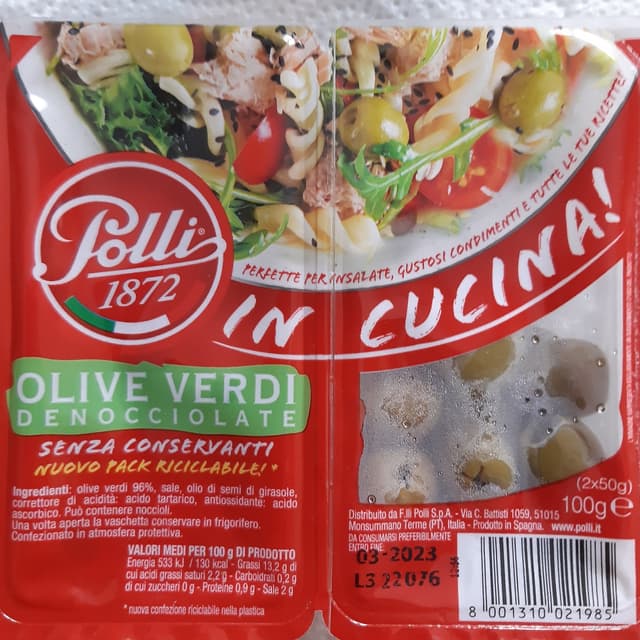 PERFETTE PER INSALATE, GUSTOSI CONDIMENTI E TUTTE LE TUE RICETTE!
Polli®
1872
IN CUCINA!
OLIVE VERDI
DENOCCIOLATE
SENZA CONSERVANTI
NUOVO PACK RICICLABILE!*
Ingredienti: olive verdi 96%, sale, olio di semi di girasole,
correttore di acidità: acido tartarico, antiossidante: acido
ascorbico. Può contenere noccioli.
Una volta aperta la vaschetta conservare in frigorifero.
Confezionato in atmosfera protettiva.
VALORI MEDI PER 100 g DI PRODOTTO
Energia 533 kJ / 130 kcal - Grassi 13,2 g di
cui acidi grassi saturi 2,2 g - Carboidrati 0,2 g
di cui zuccheri 0 g - Proteine 0,9 g - Sale 2 g
* nuova confezione riciclabile nella plastica
(2x50g)
100g e
Distribuito da F.lli Polli S.p.A. - Via C. Battisti 1059, 51015
Monsummano Terme (PT), Italia - Prodotto in Spagna. www.polli.it
DA CONSUMARSI PREFERIBILMENTE
ENTRO FINE
03-2023
L3 22076
8 001310 021985